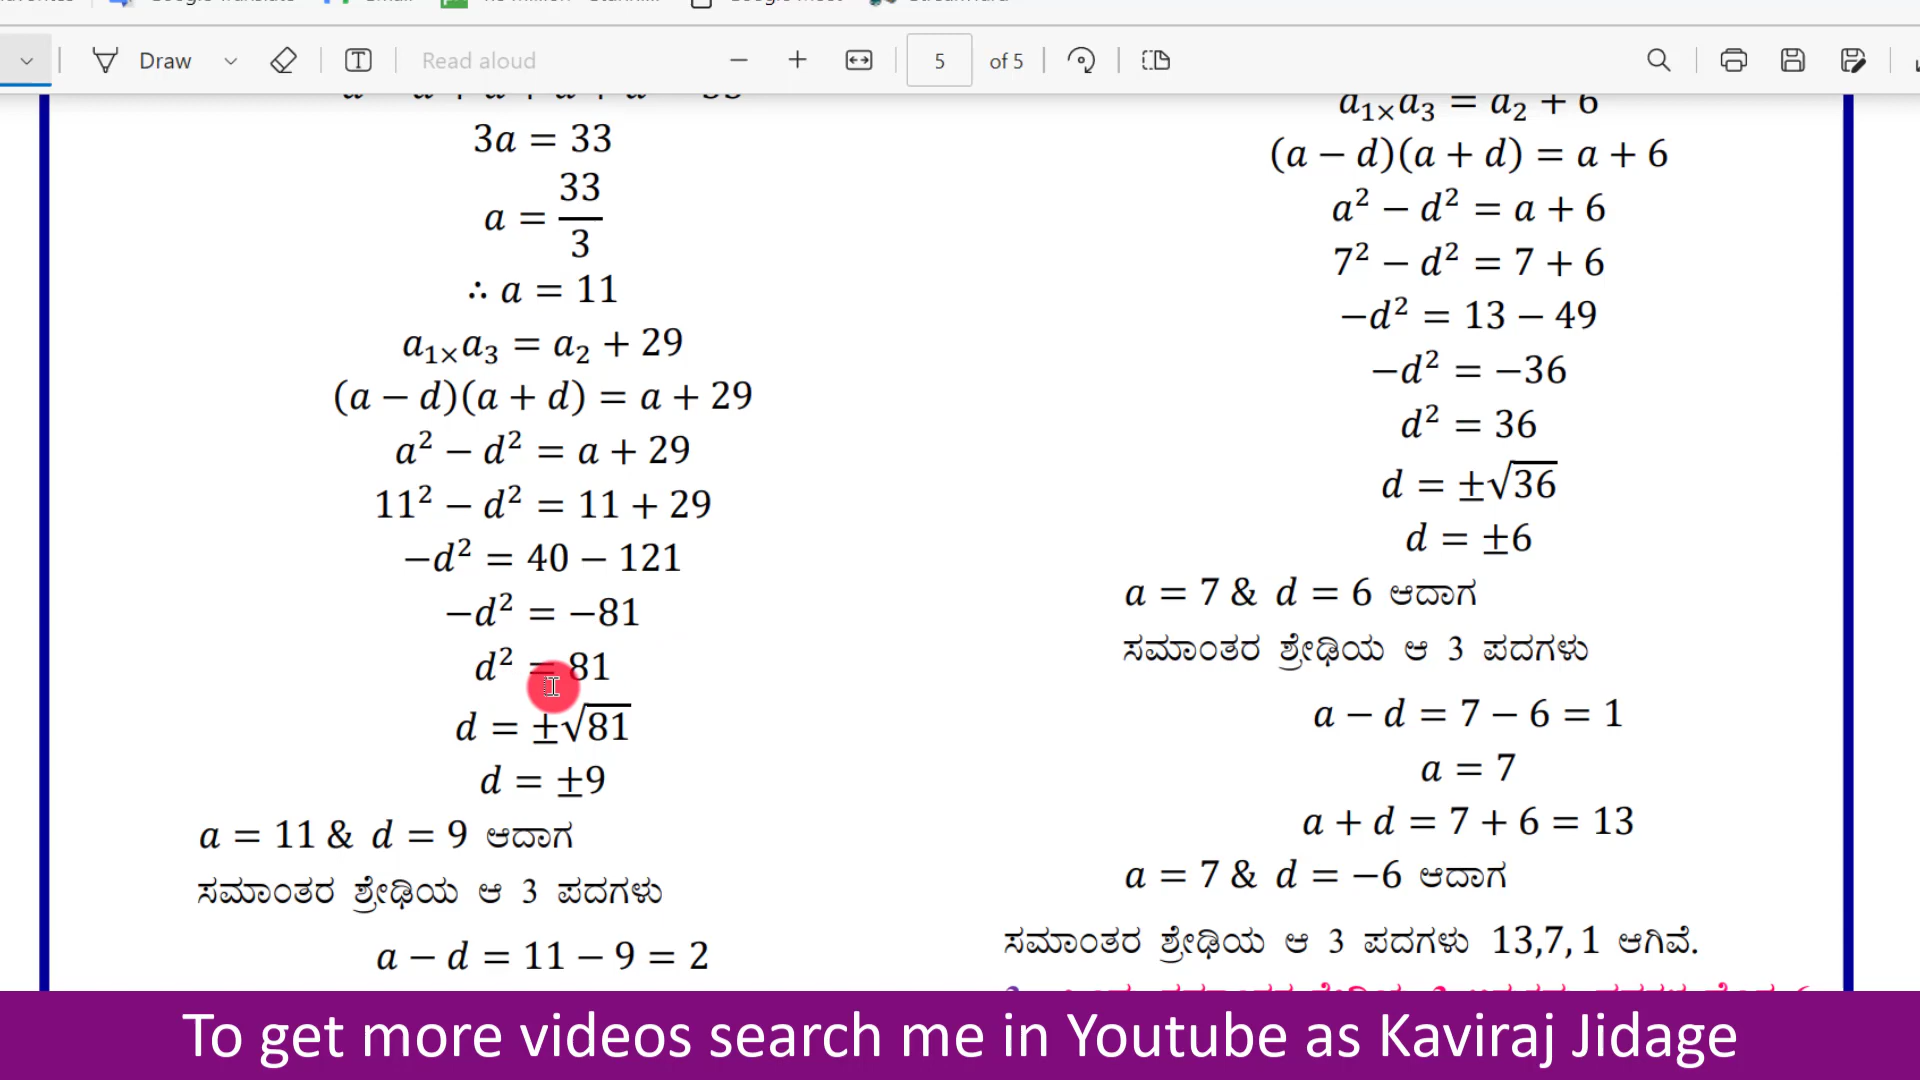 Draw
Read aloud
5 of 5
3a = 33
a = 33/3
∴ a = 11
a₁ₓa₃ = a₂ + 29
(a − d)(a + d) = a + 29
a² − d² = a + 29
11² − d² = 11 + 29
−d² = 40 − 121
−d² = −81
d² = 81
d = ±√81
d = ±9
a = 11 & d = 9 ಆದಾಗ
ಸಮಾಂತರ ಶ್ರೇಢಿಯ ಆ 3 ಪದಗಳು
a − d = 11 − 9 = 2
a₁ₓa₃ = a₂ + 6
(a − d)(a + d) = a + 6
a² − d² = a + 6
7² − d² = 7 + 6
−d² = 13 − 49
−d² = −36
d² = 36
d = ±√36
d = ±6
a = 7 & d = 6 ಆದಾಗ
ಸಮಾಂತರ ಶ್ರೇಢಿಯ ಆ 3 ಪದಗಳು
a − d = 7 − 6 = 1
a = 7
a + d = 7 + 6 = 13
a = 7 & d = −6 ಆದಾಗ
ಸಮಾಂತರ ಶ್ರೇಢಿಯ ಆ 3 ಪದಗಳು 13,7, 1 ಆಗಿವೆ.
To get more videos search me in Youtube as Kaviraj Jidage